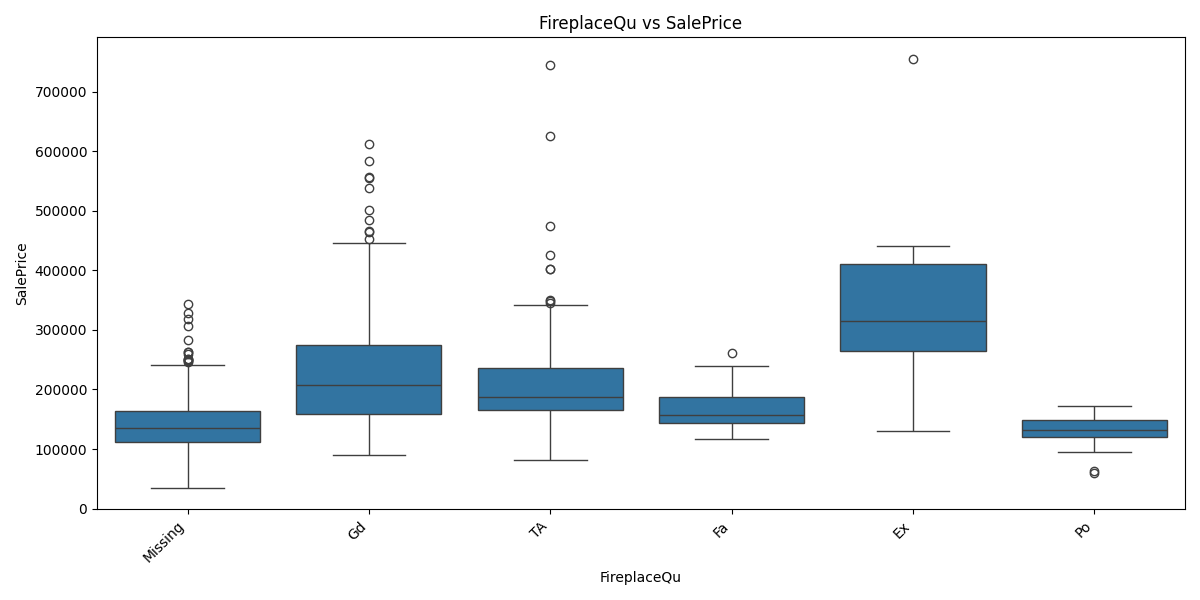 FireplaceQu vs SalePrice
SalePrice
700000
600000
500000
400000
300000
200000
100000
0
Missing
Gd
TA
Fa
Ex
Po
FireplaceQu